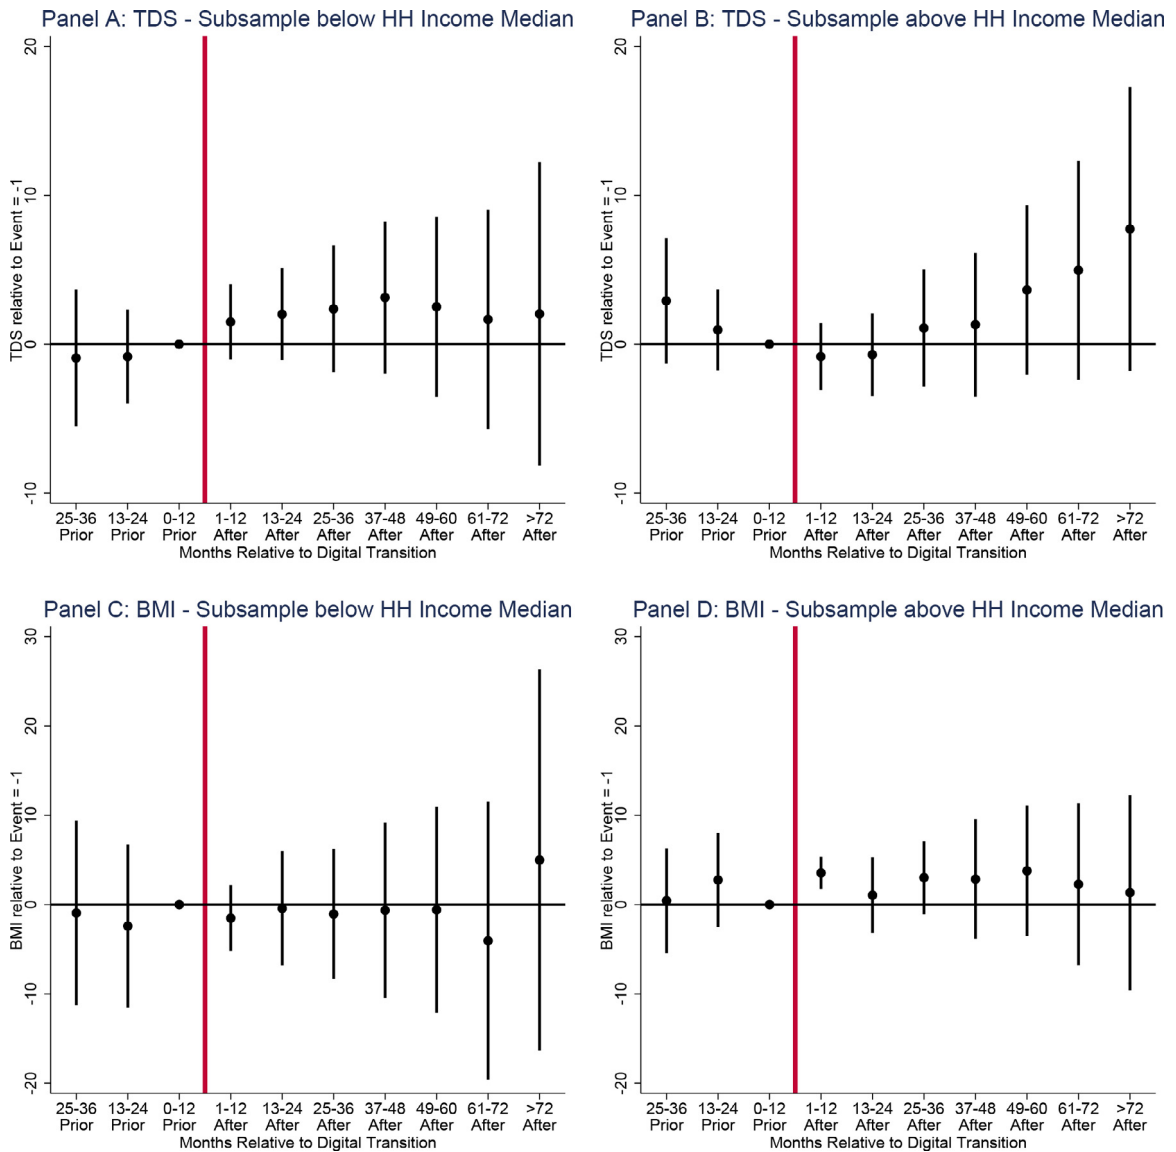 Panel A: TDS - Subsample below HH Income Median
TDS relative to Event = -1
20
10
0
-10
25-36 13-24 0-12 1-12 13-24 25-36 37-48 49-60 61-72 >72
Prior Prior Prior After After After After After After After
Months Relative to Digital Transition
Panel B: TDS - Subsample above HH Income Median
TDS relative to Event = -1
20
10
0
-10
25-36 13-24 0-12 1-12 13-24 25-36 37-48 49-60 61-72 >72
Prior Prior Prior After After After After After After After
Months Relative to Digital Transition
Panel C: BMI - Subsample below HH Income Median
BMI relative to Event = -1
30
20
10
0
-10
-20
25-36 13-24 0-12 1-12 13-24 25-36 37-48 49-60 61-72 >72
Prior Prior Prior After After After After After After After
Months Relative to Digital Transition
Panel D: BMI - Subsample above HH Income Median
BMI relative to Event = -1
30
20
10
0
-10
-20
25-36 13-24 0-12 1-12 13-24 25-36 37-48 49-60 61-72 >72
Prior Prior Prior After After After After After After After
Months Relative to Digital Transition